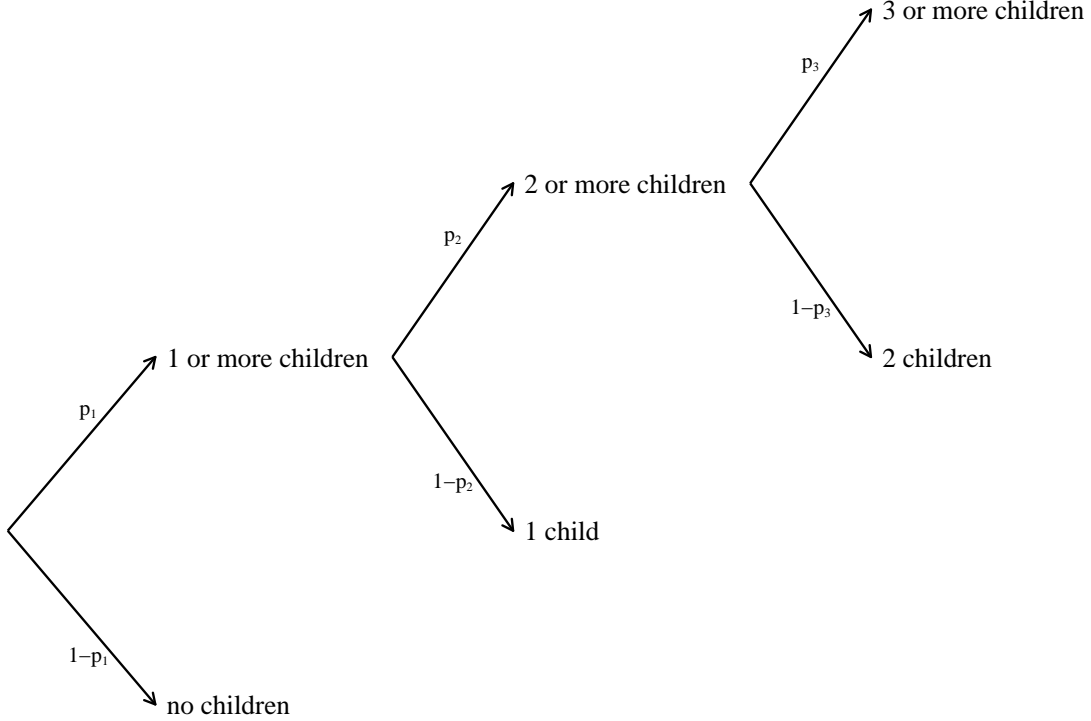 3 or more children
p₃
2 or more children
p₂
1−p₃
1 or more children
2 children
p₁
1−p₂
1 child
1−p₁
no children